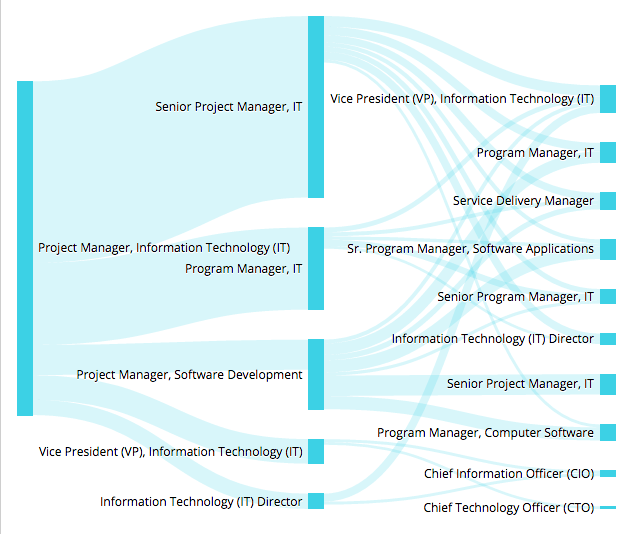 Project Manager, Information Technology (IT)
Senior Project Manager, IT
Program Manager, IT
Project Manager, Software Development
Vice President (VP), Information Technology (IT)
Information Technology (IT) Director
Vice President (VP), Information Technology (IT)
Program Manager, IT
Service Delivery Manager
Sr. Program Manager, Software Applications
Senior Program Manager, IT
Information Technology (IT) Director
Senior Project Manager, IT
Program Manager, Computer Software
Chief Information Officer (CIO)
Chief Technology Officer (CTO)